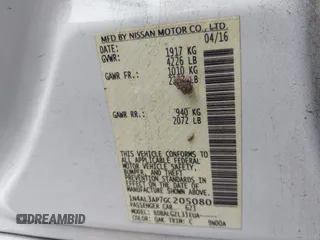 MFD BY NISSAN MOTOR CO., LTD.
DATE: 04/16
GVWR: 1917 KG
4226 LB
GAWR FR: 1010 KG
LB
GAWR RR: 940 KG
2072 LB
THIS VEHICLE CONFORMS TO ALL
APPLICABLE FEDERAL MOTOR
VEHICLE SAFETY
BUMPER AND THEFT PREVENTION
STANDARDS IN EFFECT ON THE
DATE OF MANUFACTURE SHOWN ABOVE.
1N4AL3AP7GC205080
PASSENGER CAR
MODEL:
COLOR: QAK TRIM: C